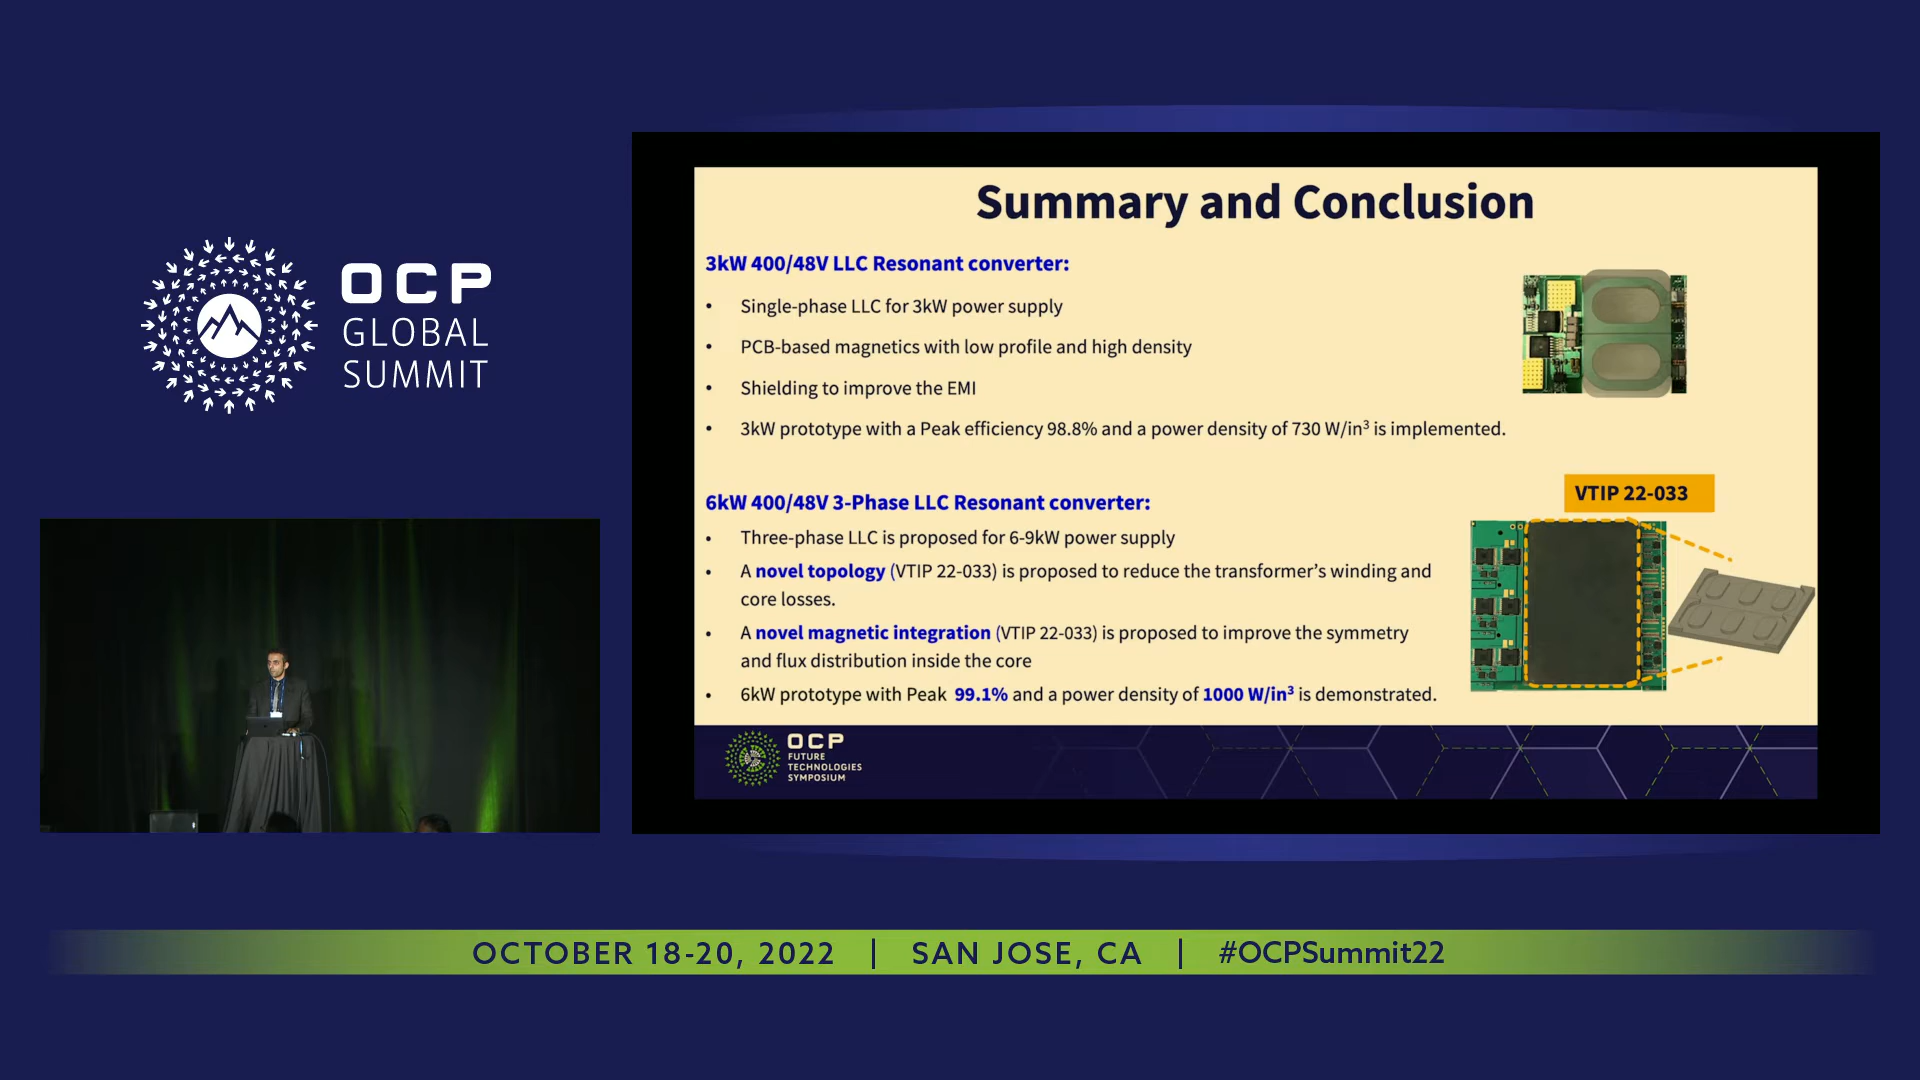 OCP
GLOBAL
SUMMIT
Summary and Conclusion
3kW 400/48V LLC Resonant converter:
• Single-phase LLC for 3kW power supply
• PCB-based magnetics with low profile and high density
• Shielding to improve the EMI
• 3kW prototype with a Peak efficiency 98.8% and a power density of 730 W/in³ is implemented.
6kW 400/48V 3-Phase LLC Resonant converter:
• Three-phase LLC is proposed for 6-9kW power supply
• A novel topology (VTIP 22-033) is proposed to reduce the transformer’s winding and
core losses.
• A novel magnetic integration (VTIP 22-033) is proposed to improve the symmetry
and flux distribution inside the core
• 6kW prototype with Peak 99.1% and a power density of 1000 W/in³ is demonstrated.
VTIP 22-033
OCP
FUTURE
TECHNOLOGIES
SYMPOSIUM
OCTOBER 18-20, 2022 | SAN JOSE, CA | #OCPSummit22